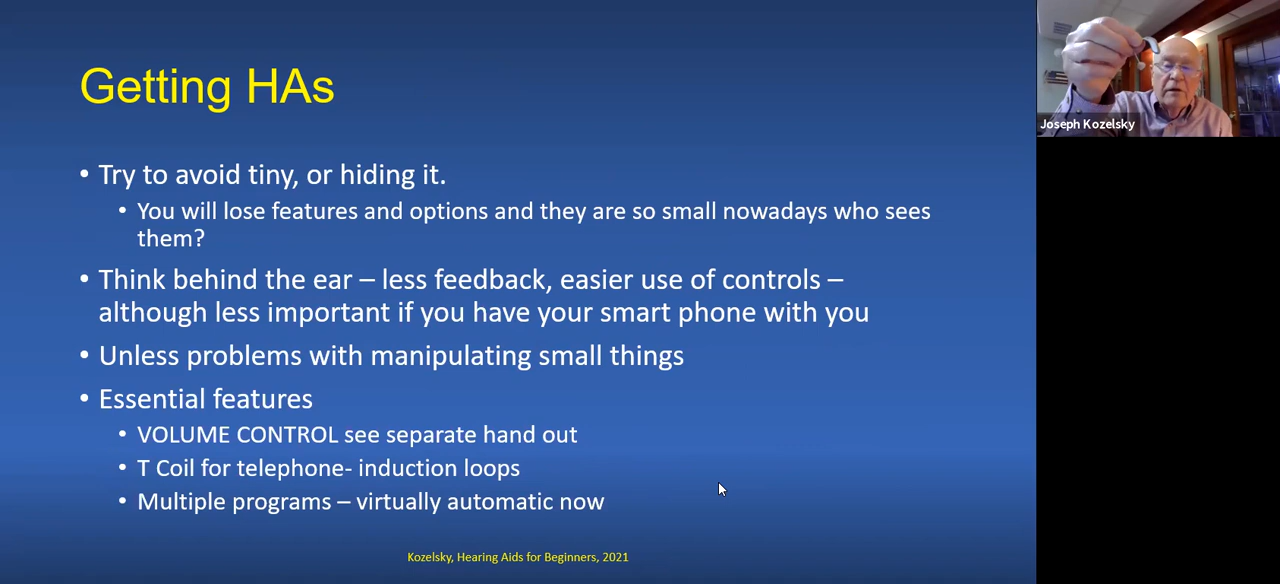 Getting HAs
• Try to avoid tiny, or hiding it.
• You will lose features and options and they are so small nowadays who sees
them?
• Think behind the ear – less feedback, easier use of controls –
although less important if you have your smart phone with you
• Unless problems with manipulating small things
• Essential features
• VOLUME CONTROL see separate hand out
• T Coil for telephone- induction loops
• Multiple programs – virtually automatic now
Kozelsky, Hearing Aids for Beginners, 2021
Joseph Kozelsky